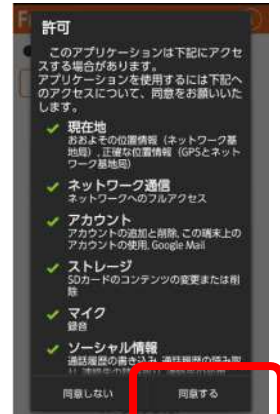 許可
このアプリケーションは下記にアクセ
スする場合があります。
アプリケーションを使用するには下記へ
のアクセスについて、同意をお願いいた
します。
現在地
おおよその位置情報（ネットワーク基
地局）, 正確な位置情報（GPSとネット
ワーク基地局）
ネットワーク通信
ネットワークへのフルアクセス
アカウント
アカウントの追加と削除, この端末上の
アカウントの使用, Google Mail
ストレージ
SDカードのコンテンツの変更または削
除
マイク
録音
ソーシャル情報
通話履歴の書き込み, 通話履歴の読み取
同意しない
同意する